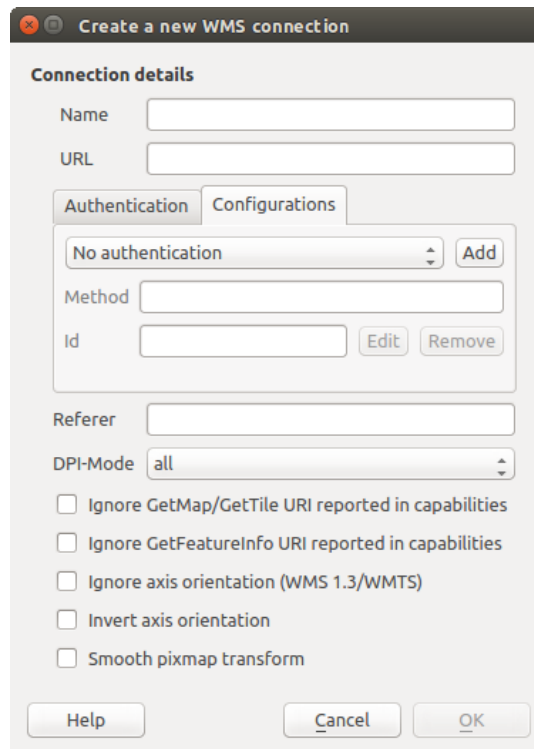 Create a new WMS connection
Connection details
Name
URL
Authentication Configurations
No authentication Add
Method
Id Edit Remove
Referer
DPI-Mode all
Ignore GetMap/GetTile URI reported in capabilities
Ignore GetFeatureInfo URI reported in capabilities
Ignore axis orientation (WMS 1.3/WMTS)
Invert axis orientation
Smooth pixmap transform
Help Cancel OK